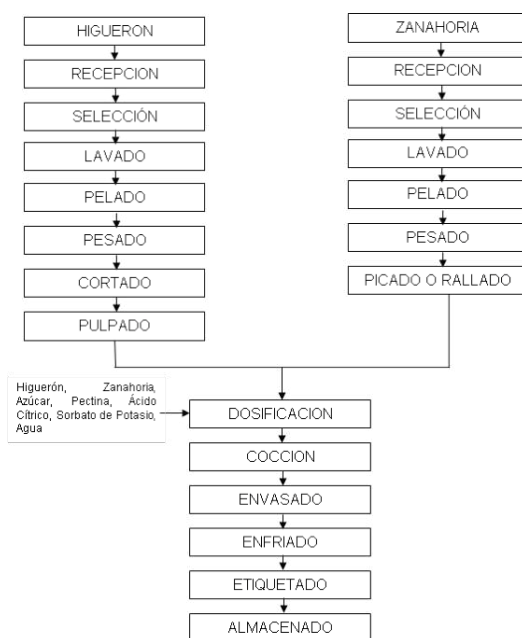 HIGUERON
RECEPCION
SELECCIÓN
LAVADO
PELADO
PESADO
CORTADO
PULPADO
ZANAHORIA
RECEPCION
SELECCIÓN
LAVADO
PELADO
PESADO
PICADO O RALLADO
Higuerón, Zanahoria,
Azúcar, Pectina, Ácido
Cítrico, Sorbato de Potasio,
Agua
DOSIFICACION
COCCION
ENVASADO
ENFRIADO
ETIQUETADO
ALMACENADO